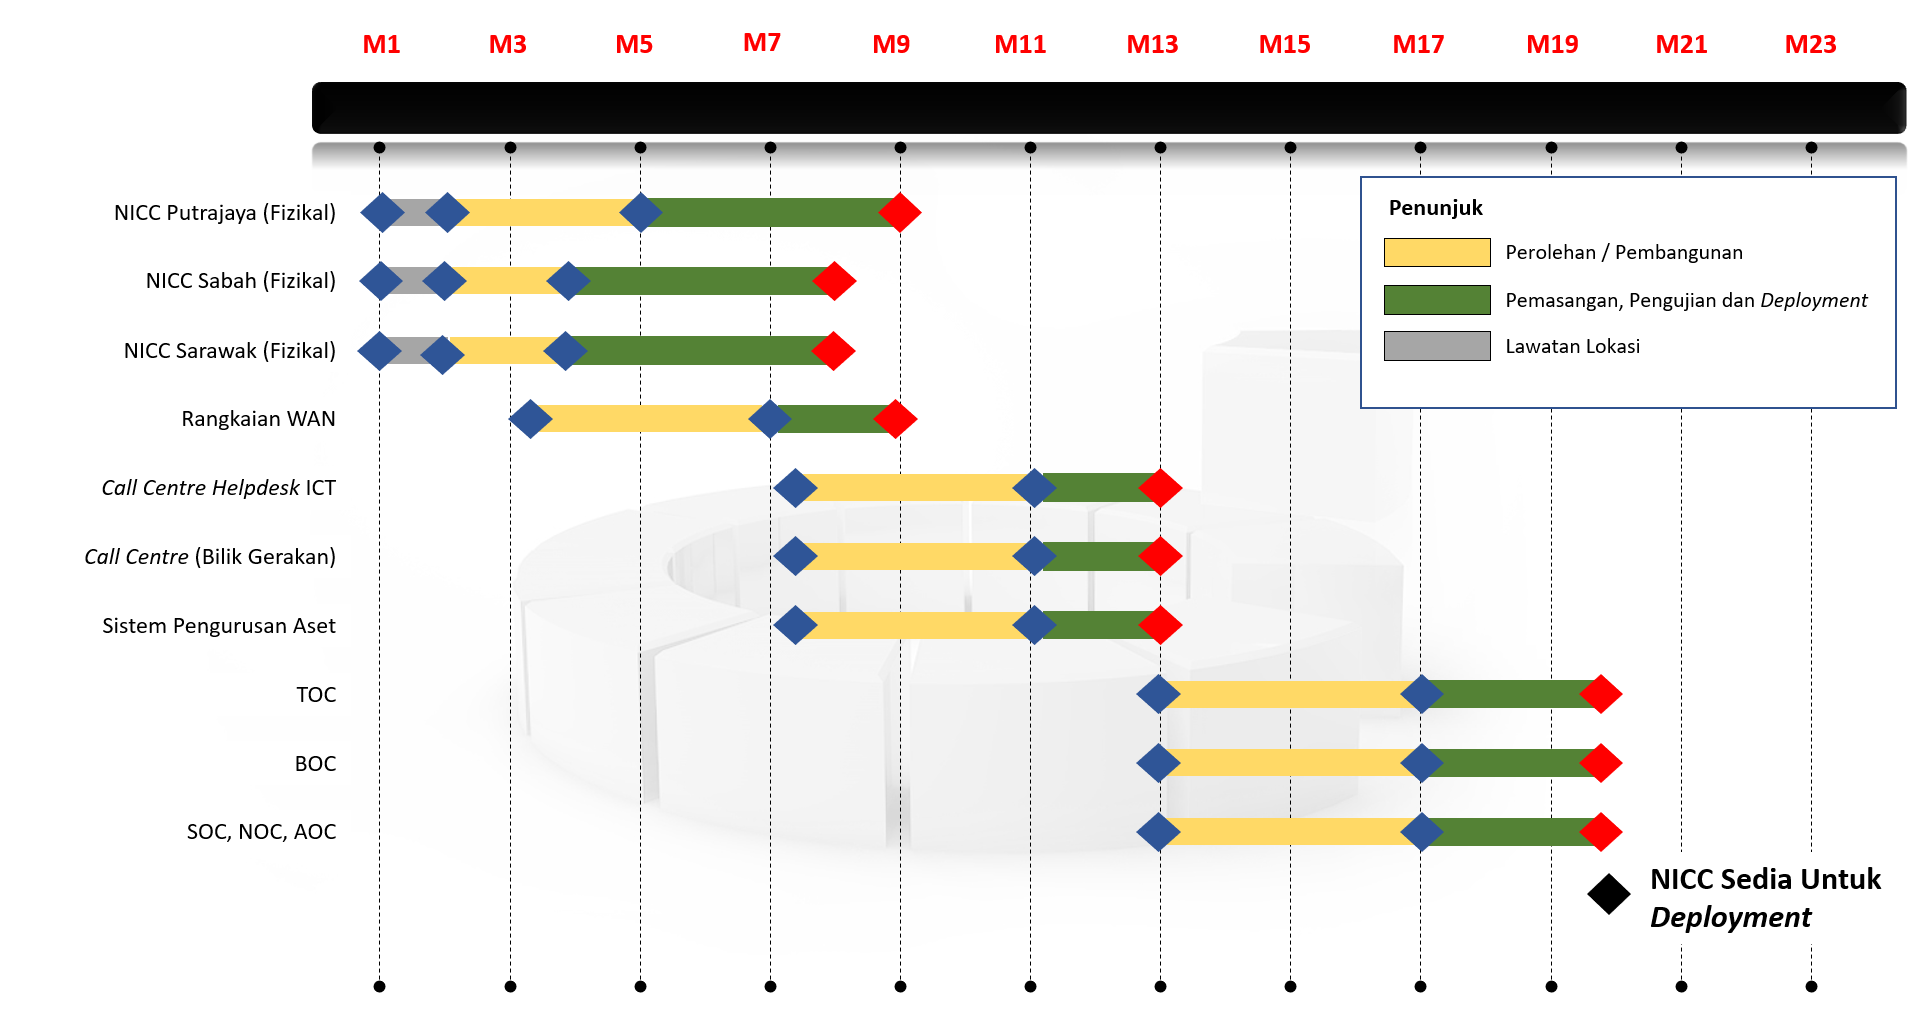 M1 M3 M5 M7 M9 M11 M13 M15 M17 M19 M21 M23
NICC Putrajaya (Fizikal)
NICC Sabah (Fizikal)
NICC Sarawak (Fizikal)
Rangkaian WAN
Call Centre Helpdesk ICT
Call Centre (Bilik Gerakan)
Sistem Pengurusan Aset
TOC
BOC
SOC, NOC, AOC
Penunjuk
Perolehan / Pembangunan
Pemasangan, Pengujian dan Deployment
Lawatan Lokasi
NICC Sedia Untuk
Deployment